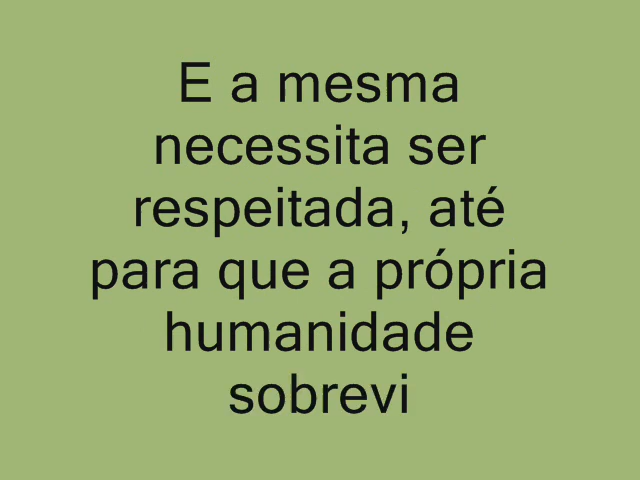 E a mesma
necessita ser
respeitada, até
para que a própria
humanidade
sobrevi